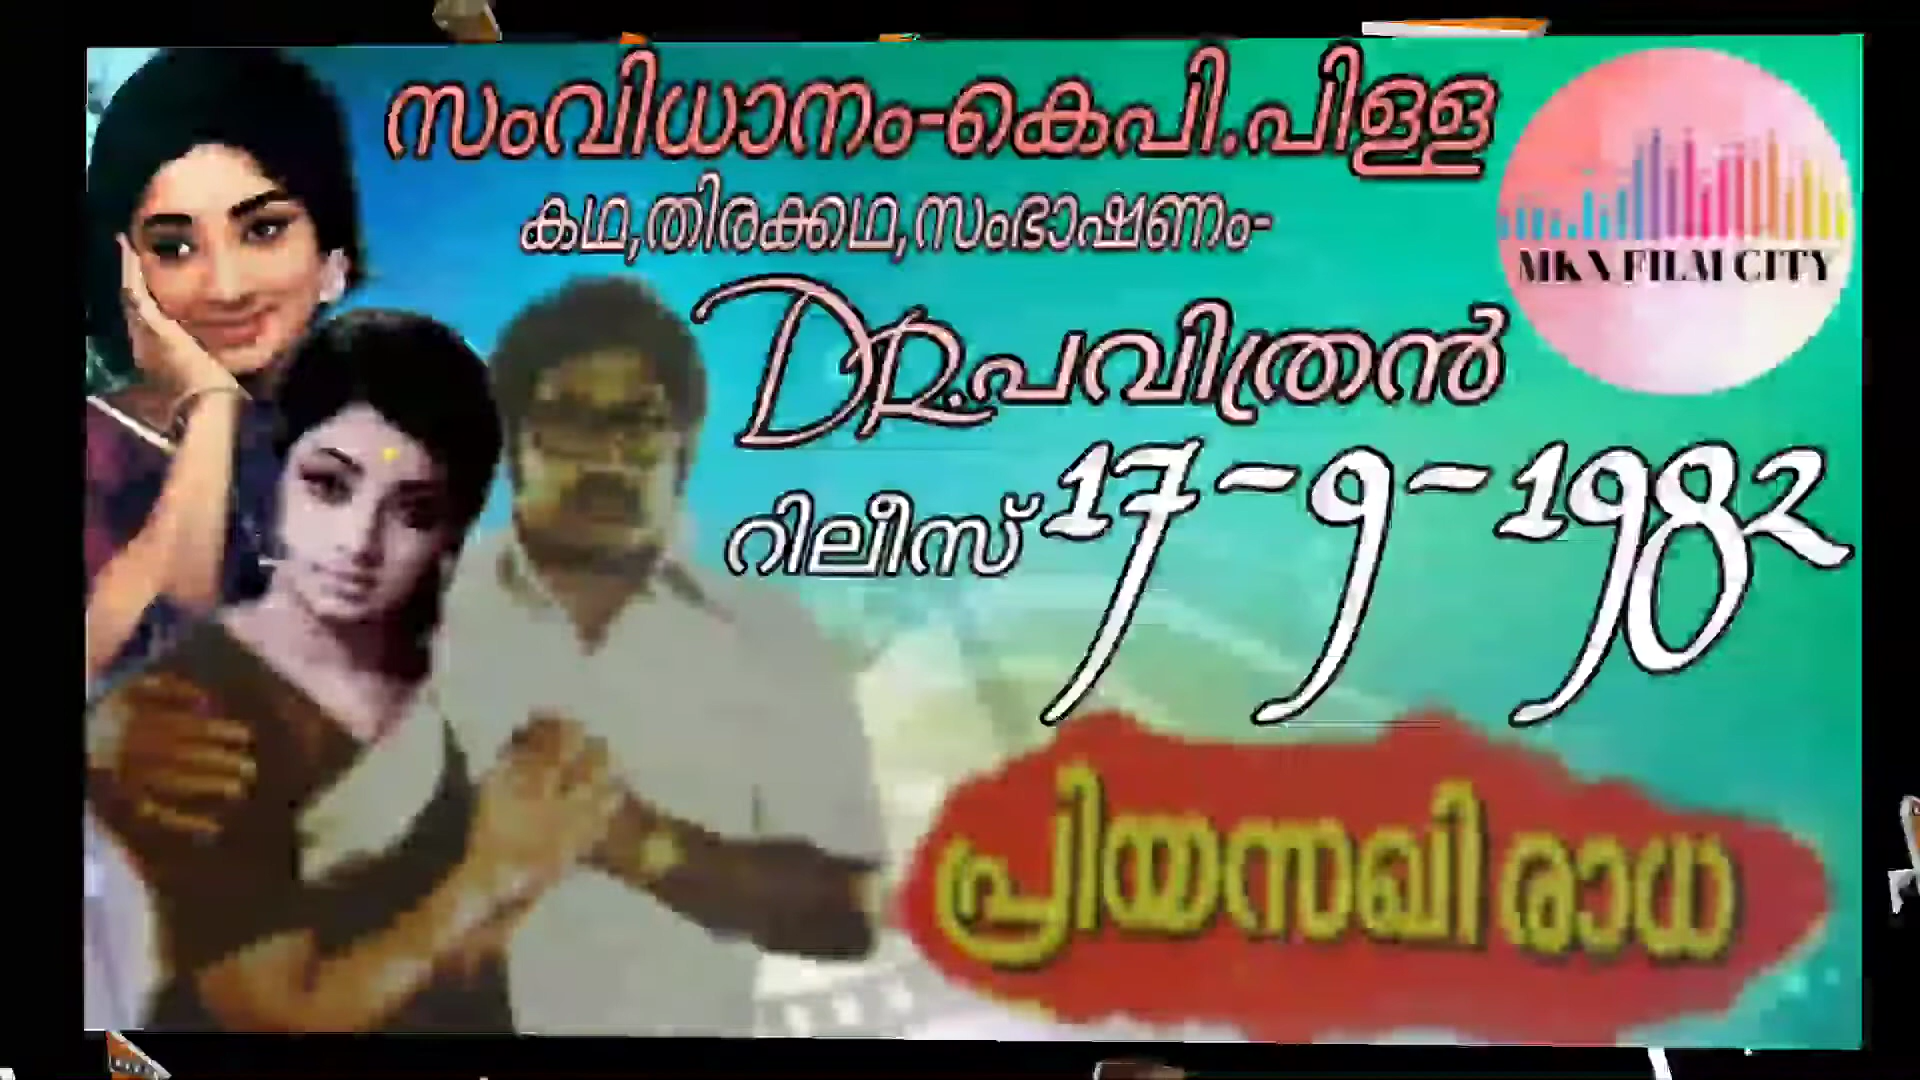 സംവിധാനം-കെപി.പിള്ള
കഥ,തിരക്കഥ,സംഭാഷണം-
DR.പവിത്രൻ
റിലീസ് 17-9-1982
പ്രിയസഖി രാധ
MKN FILM CITY